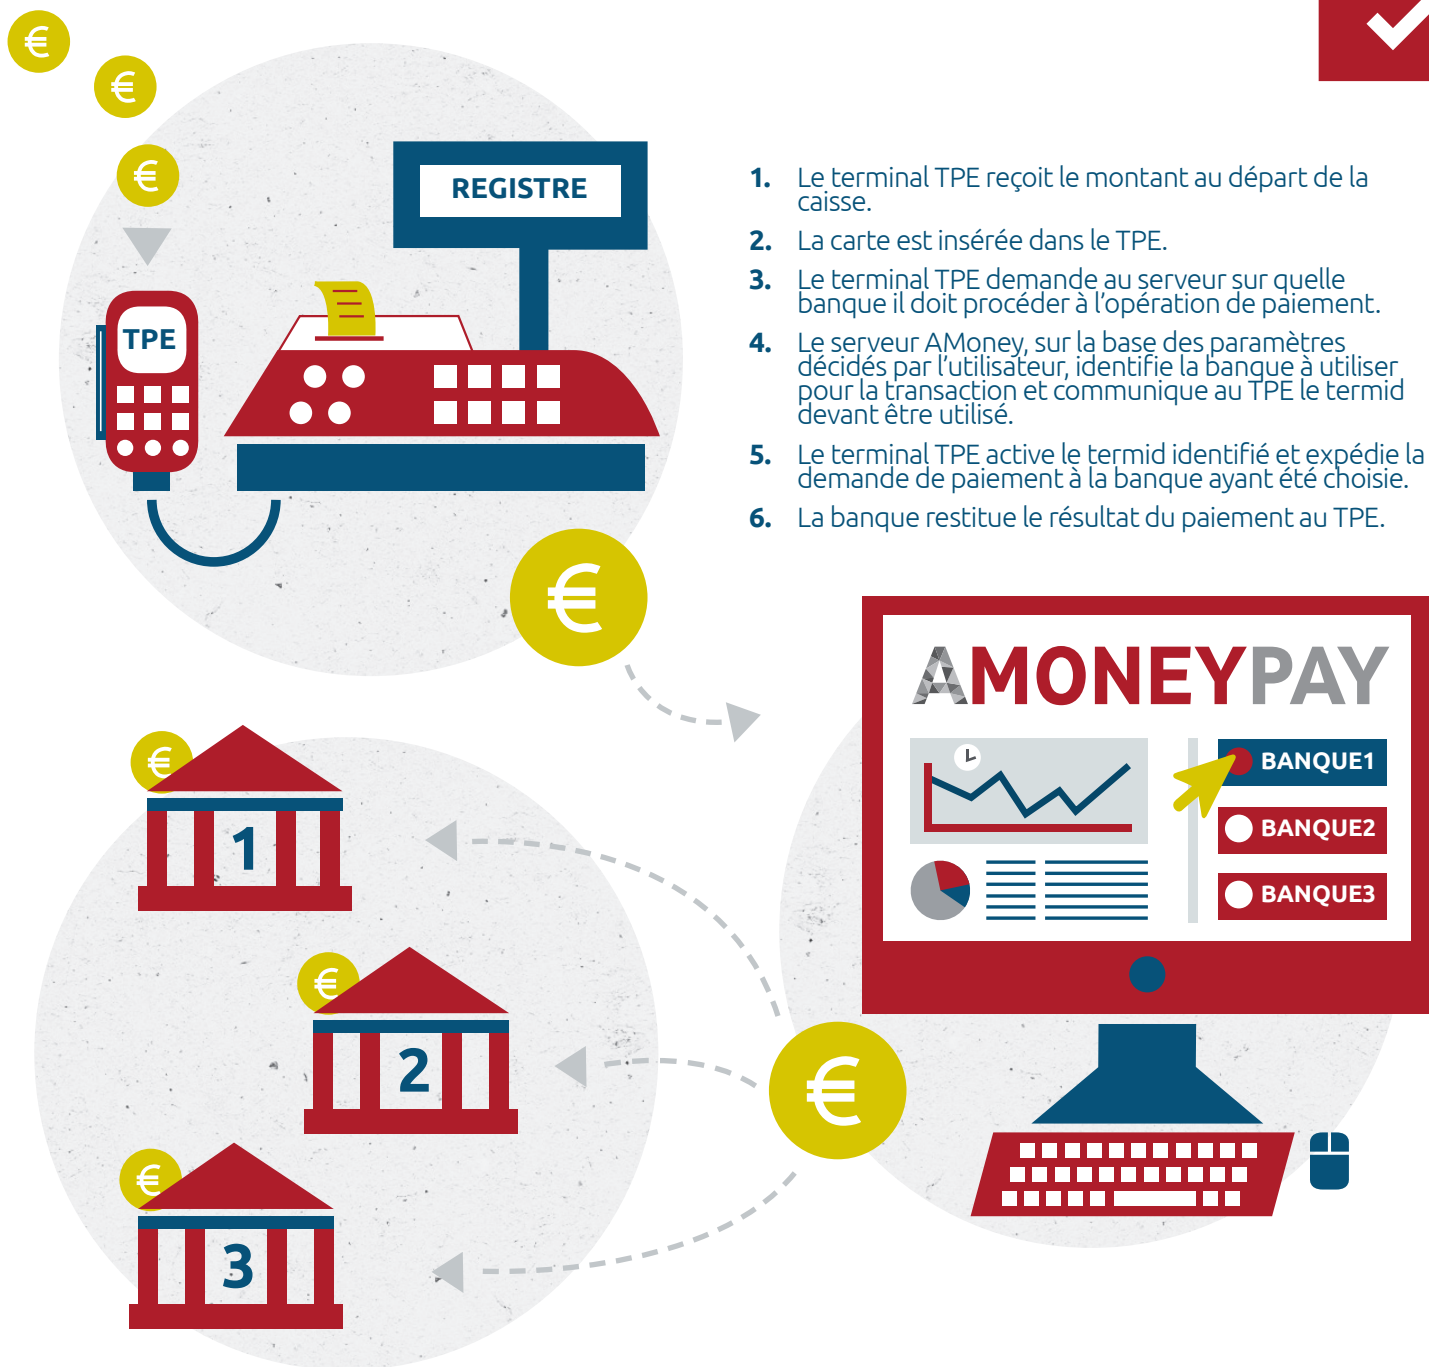 €
€
€
REGISTRE
TPE
1. Le terminal TPE reçoit le montant au départ de la
caisse.
2. La carte est insérée dans le TPE.
3. Le terminal TPE demande au serveur sur quelle
banque il doit procéder à l’opération de paiement.
4. Le serveur AMoney, sur la base des paramètres
décidés par l’utilisateur, identifie la banque à utiliser
pour la transaction et communique au TPE le termid
devant être utilisé.
5. Le terminal TPE active le termid identifié et expédie la
demande de paiement à la banque ayant été choisie.
6. La banque restitue le résultat du paiement au TPE.
€
AMONEYPAY
BANQUE1
BANQUE2
BANQUE3
€
1
€
2
€
€
3